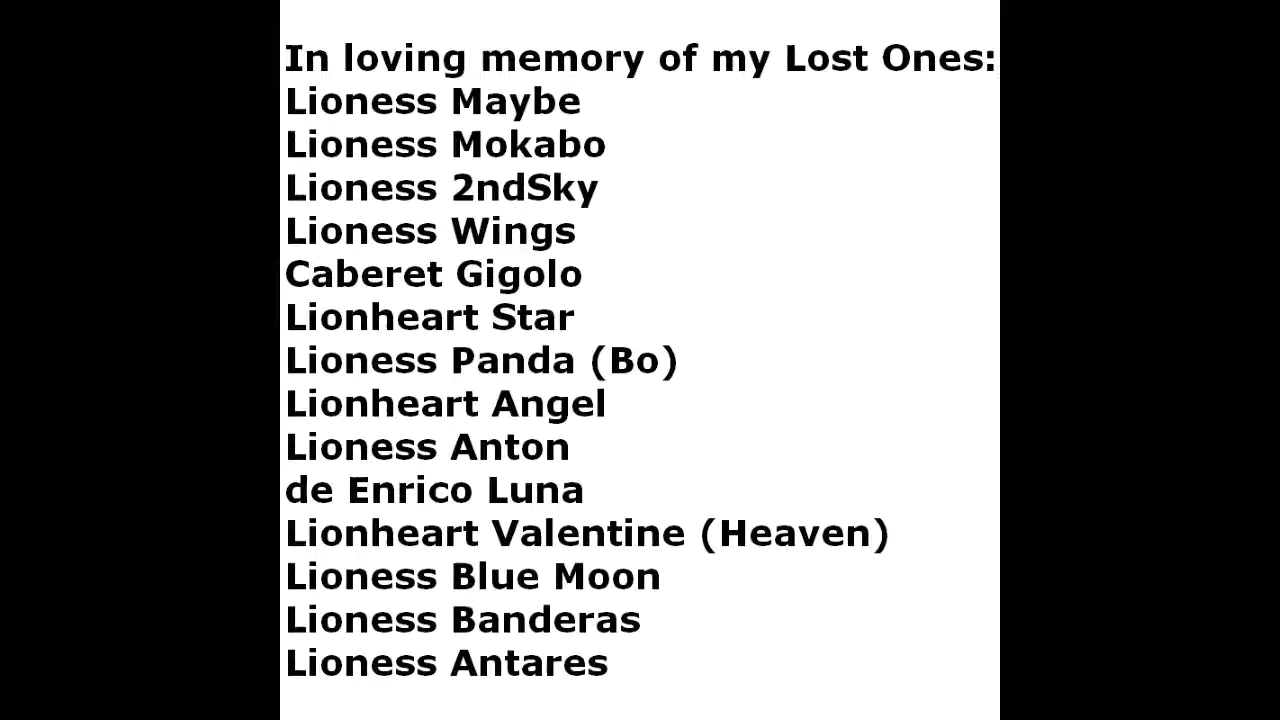 In loving memory of my Lost Ones:
Lioness Maybe
Lioness Mokabo
Lioness 2ndSky
Lioness Wings
Caberet Gigolo
Lionheart Star
Lioness Panda (Bo)
Lionheart Angel
Lioness Anton
de Enrico Luna
Lionheart Valentine (Heaven)
Lioness Blue Moon
Lioness Banderas
Lioness Antares